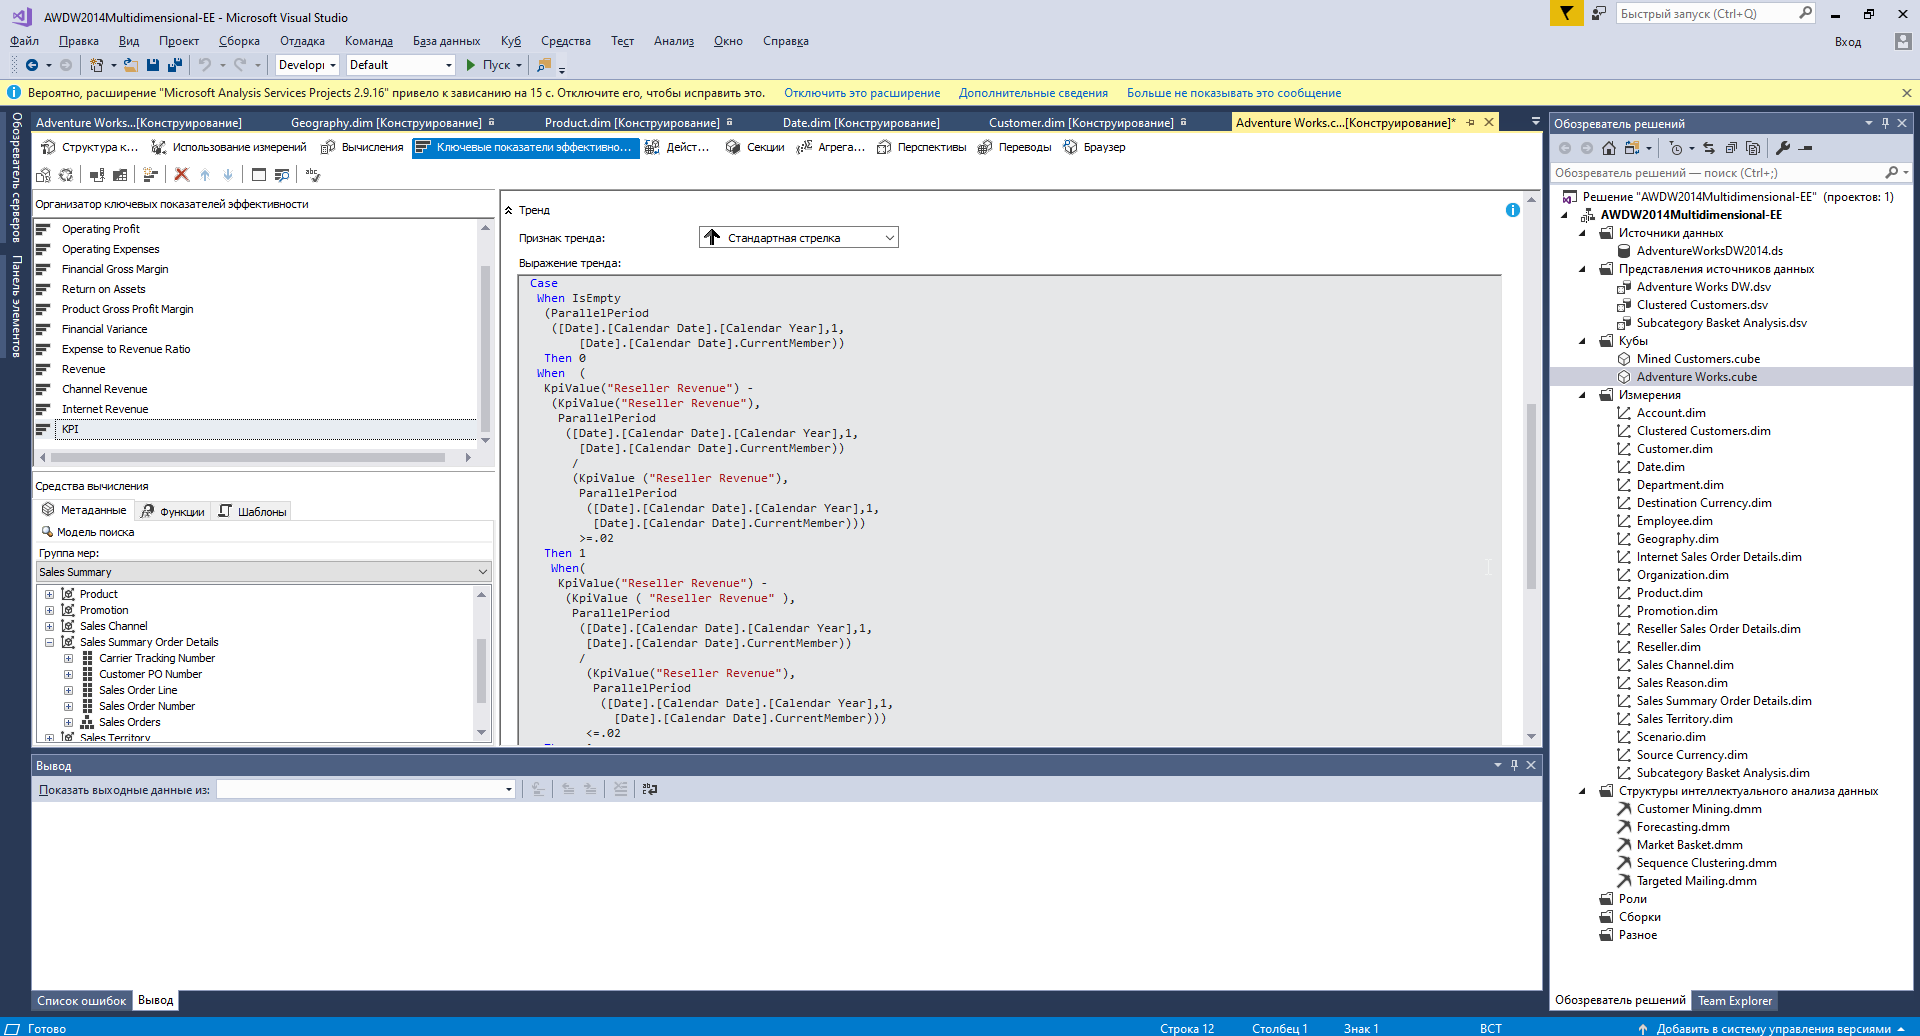 AWDW2014Multidimensional-EE - Microsoft Visual Studio
Быстрый запуск (Ctrl+Q)
Файл Правка Вид Проект Сборка Отладка Команда База данных Куб Средства Тест Анализ Окно Справка
Вход
Develop Default Пуск
Вероятно, расширение "Microsoft Analysis Services Projects 2.9.16" привело к зависанию на 15 с. Отключите его, чтобы исправить это. Отключить это расширение Дополнительные сведения Больше не показывать это сообщение
Обозреватель серверов
Панель элементов
Adventure Works...[Конструирование] Geography.dim [Конструирование] Product.dim [Конструирование] Date.dim [Конструирование] Customer.dim [Конструирование] Adventure Works.c...[Конструирование]*
Структура к... Использование измерений Вычисления Ключевые показатели эффективно... Дейст... Секции Агрега... Перспективы Переводы Браузер
Организатор ключевых показателей эффективности
Operating Profit
Operating Expenses
Financial Gross Margin
Return on Assets
Product Gross Profit Margin
Financial Variance
Expense to Revenue Ratio
Revenue
Channel Revenue
Internet Revenue
KPI
Средства вычисления
Метаданные Функции Шаблоны
Модель поиска
Группа мер:
Sales Summary
Product
Promotion
Sales Channel
Sales Summary Order Details
Carrier Tracking Number
Customer PO Number
Sales Order Line
Sales Order Number
Sales Orders
Sales Territory
Тренд
Признак тренда: Стандартная стрелка
Выражение тренда:
Case
When IsEmpty
(ParallelPeriod
([Date].[Calendar Date].[Calendar Year],1,
[Date].[Calendar Date].CurrentMember))
Then 0
When (
KpiValue("Reseller Revenue") -
(KpiValue("Reseller Revenue"),
ParallelPeriod
([Date].[Calendar Date].[Calendar Year],1,
[Date].[Calendar Date].CurrentMember))
/
(KpiValue ("Reseller Revenue"),
ParallelPeriod
([Date].[Calendar Date].[Calendar Year],1,
[Date].[Calendar Date].CurrentMember)))
>=.02
Then 1
When(
KpiValue("Reseller Revenue") -
(KpiValue ( "Reseller Revenue" ),
ParallelPeriod
([Date].[Calendar Date].[Calendar Year],1,
[Date].[Calendar Date].CurrentMember))
/
(KpiValue("Reseller Revenue"),
ParallelPeriod
([Date].[Calendar Date].[Calendar Year],1,
[Date].[Calendar Date].CurrentMember)))
<=.02
Вывод
Показать выходные данные из:
Список ошибок Вывод
Обозреватель решений
Обозреватель решений — поиск (Ctrl+;)
Решение "AWDW2014Multidimensional-EE" (проектов: 1)
AWDW2014Multidimensional-EE
Источники данных
AdventureWorksDW2014.ds
Представления источников данных
Adventure Works DW.dsv
Clustered Customers.dsv
Subcategory Basket Analysis.dsv
Кубы
Mined Customers.cube
Adventure Works.cube
Измерения
Account.dim
Clustered Customers.dim
Customer.dim
Date.dim
Department.dim
Destination Currency.dim
Employee.dim
Geography.dim
Internet Sales Order Details.dim
Organization.dim
Product.dim
Promotion.dim
Reseller Sales Order Details.dim
Reseller.dim
Sales Channel.dim
Sales Reason.dim
Sales Summary Order Details.dim
Sales Territory.dim
Scenario.dim
Source Currency.dim
Subcategory Basket Analysis.dim
Структуры интеллектуального анализа данных
Customer Mining.dmm
Forecasting.dmm
Market Basket.dmm
Sequence Clustering.dmm
Targeted Mailing.dmm
Роли
Сборки
Разное
Обозреватель решений Team Explorer
Готово Строка 12 Столбец 1 Знак 1 ВСТ Добавить в систему управления версиями